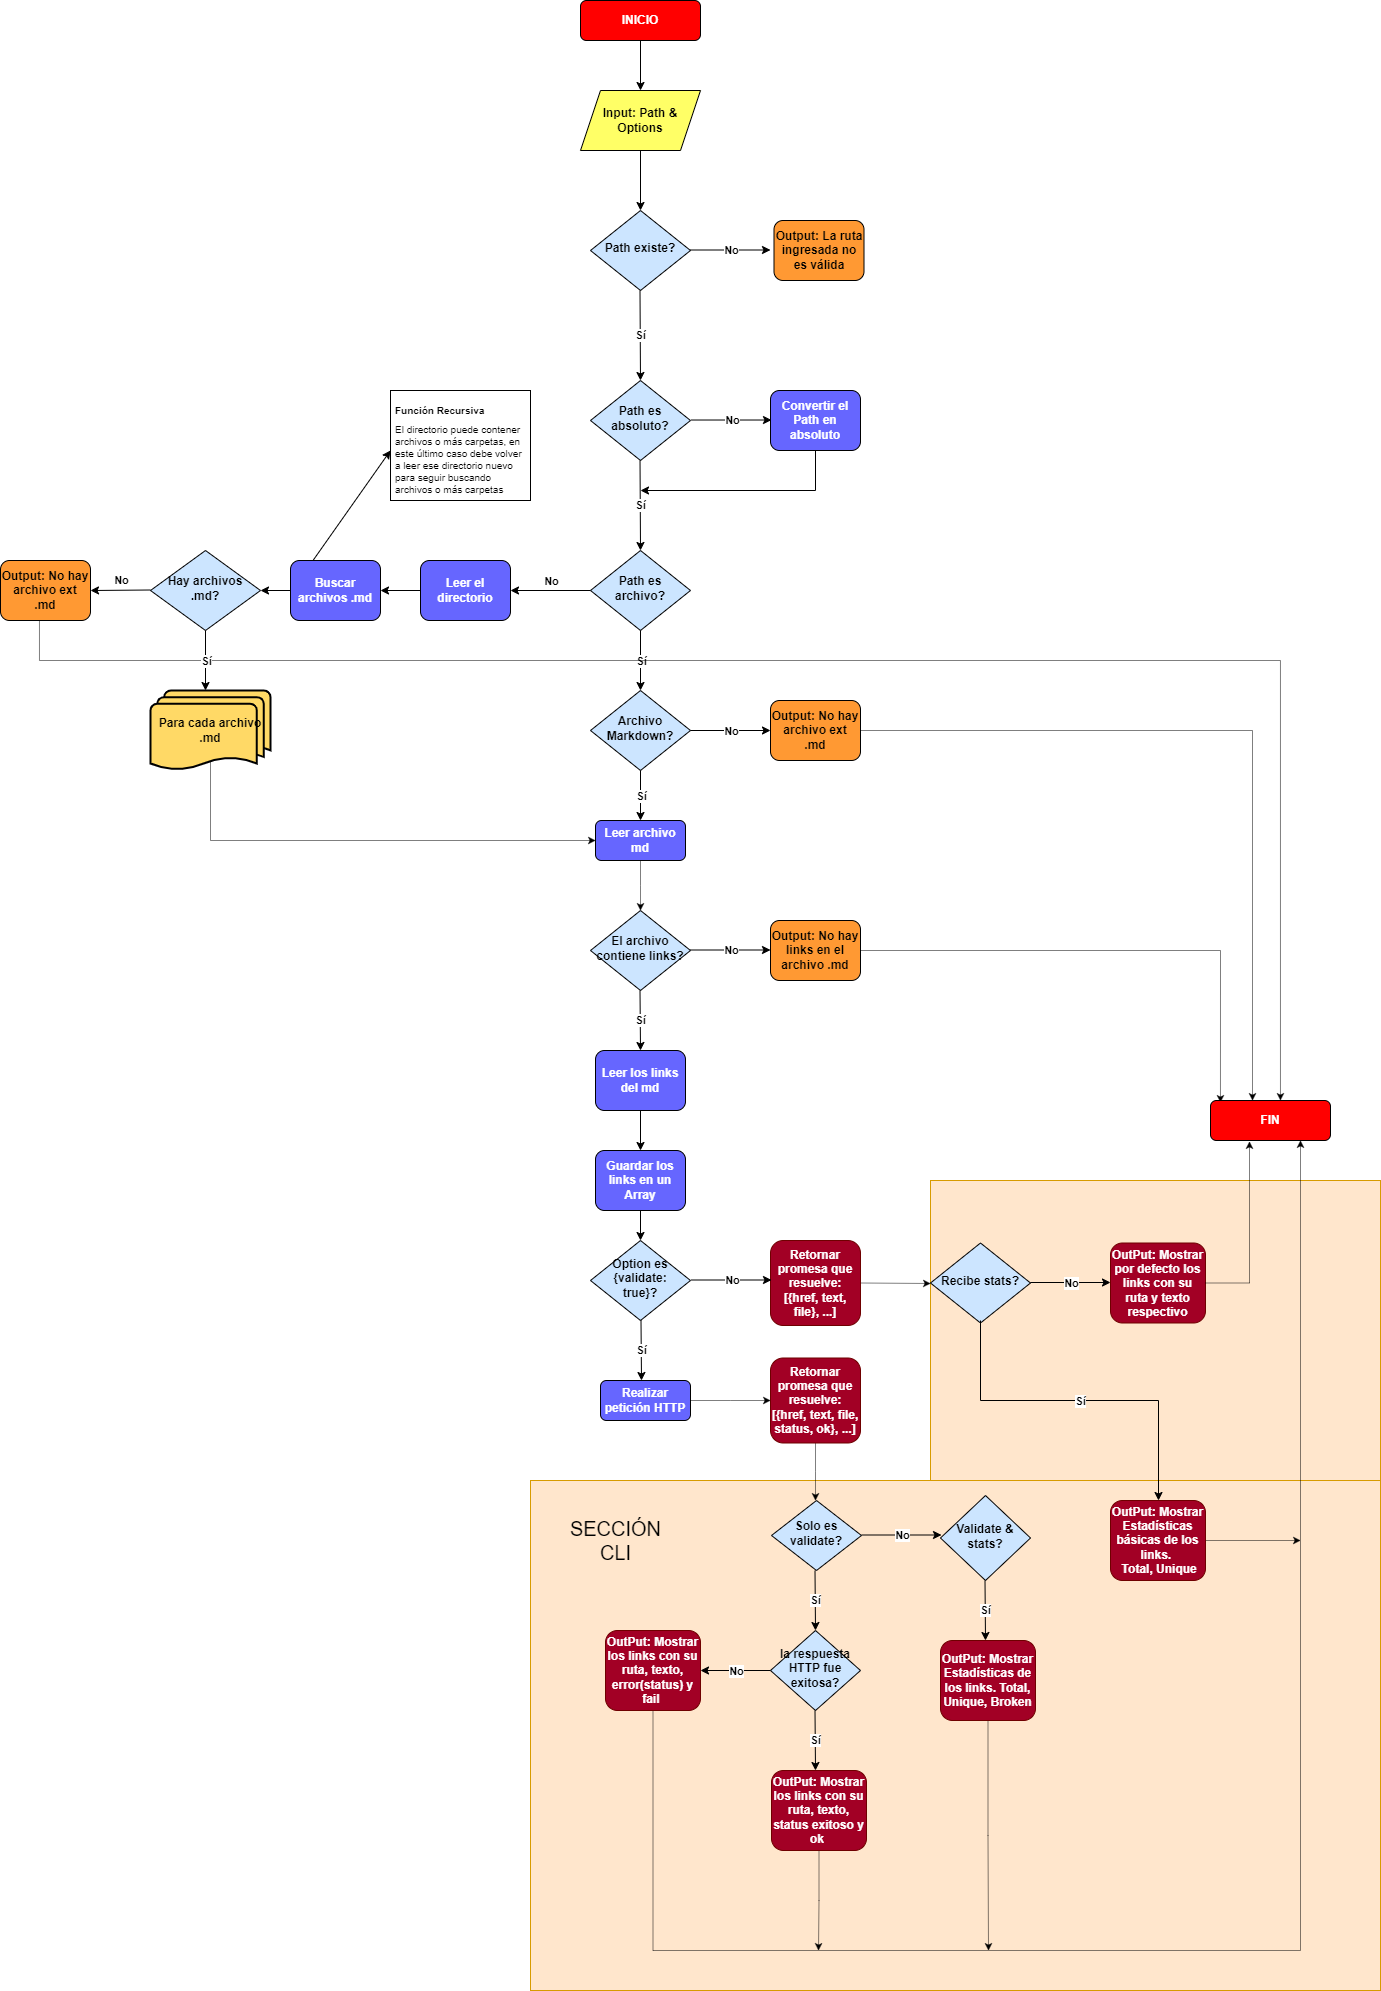 INICIO
Input: Path &
Options
Path existe?
No
Output: La ruta
ingresada no
es válida
Sí
Path es
absoluto?
No
Convertir el
Path en
absoluto
Función Recursiva
El directorio puede contener
archivos o más carpetas, en
este último caso debe volver
a leer ese directorio nuevo
para seguir buscando
archivos o más carpetas
Sí
Path es
archivo?
No
Leer el
directorio
Buscar
archivos .md
Hay archivos
.md?
No
Output: No hay
archivo ext
.md
Sí
Sí
Para cada archivo
.md
Archivo
Markdown?
No
Output: No hay
archivo ext
.md
Sí
Leer archivo
md
El archivo
contiene links?
No
Output: No hay
links en el
archivo .md
Sí
Leer los links
del md
FIN
Guardar los
links en un
Array
Option es
{validate:
true}?
No
Retornar
promesa que
resuelve:
[{href, text,
file}, ...]
Recibe stats?
No
OutPut: Mostrar
por defecto los
links con su
ruta y texto
respectivo
Sí
Realizar
petición HTTP
Retornar
promesa que
resuelve:
[{href, text, file,
status, ok}, ...]
Sí
SECCIÓN
CLI
Solo es
validate?
No
Validate &
stats?
OutPut: Mostrar
Estadísticas
básicas de los
links.
Total, Unique
Sí
Sí
OutPut: Mostrar
los links con su
ruta, texto,
error(status) y
fail
No
la respuesta
HTTP fue
exitosa?
OutPut: Mostrar
Estadísticas de
los links. Total,
Unique, Broken
Sí
OutPut: Mostrar
los links con su
ruta, texto,
status exitoso y
ok